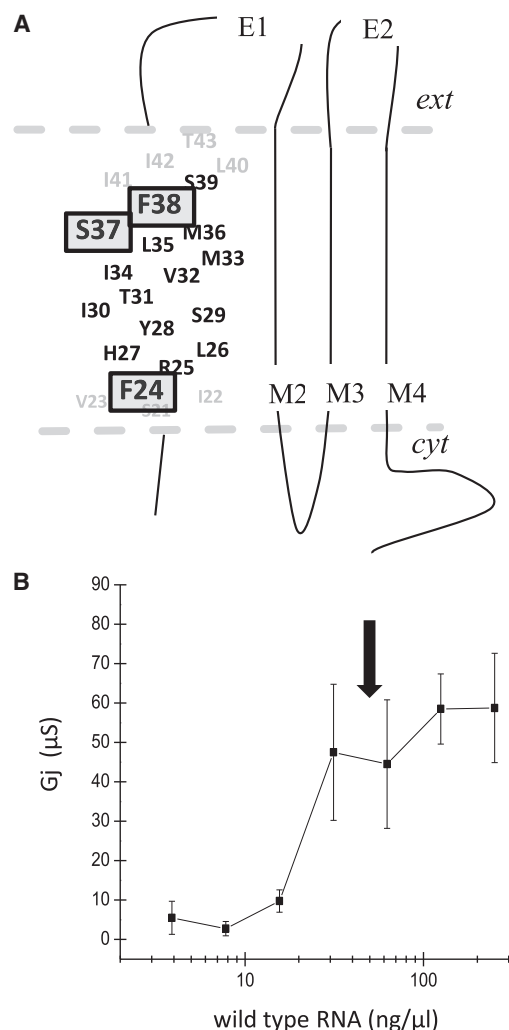 A
E1
E2
ext
T43
I42
L40
I41
S39
F38
S37
M36
L35
M33
I34
V32
T31
I30
S29
Y28
H27
L26
R25
F24
I22
V23
S21
M2
M3
M4
cyt
B
90
80
70
60
50
40
30
20
10
0
Gj (µS)
10
100
wild type RNA (ng/µl)